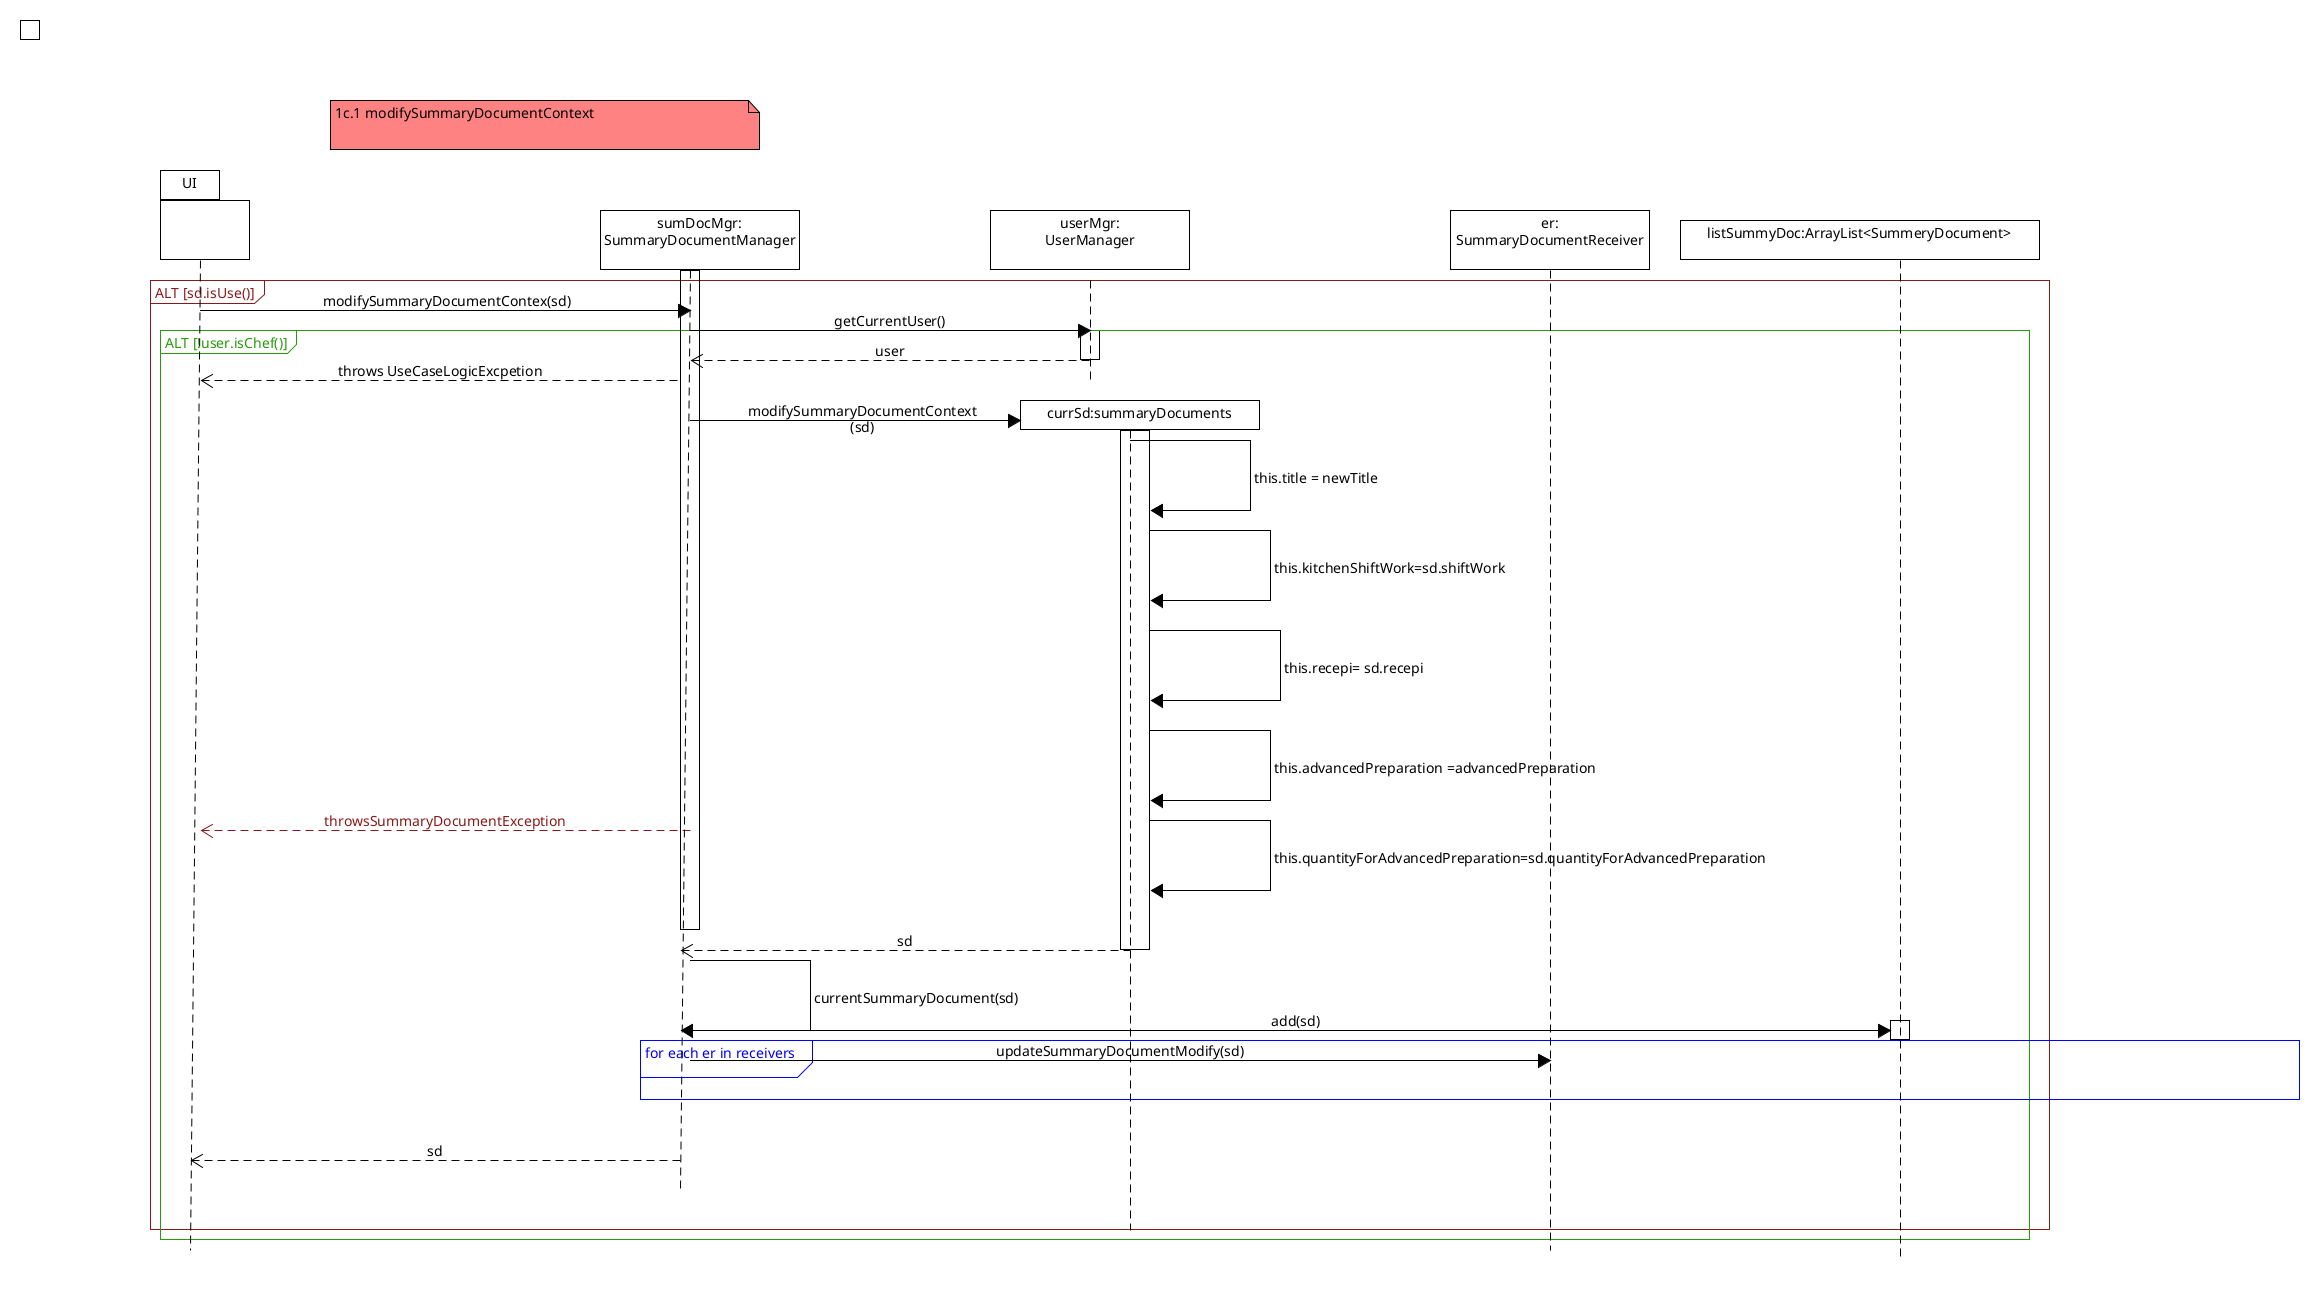 1c.1 modifySummaryDocumentContext
UI
sumDocMgr:
SummaryDocumentManager
userMgr:
UserManager
er:
SummaryDocumentReceiver
listSummyDoc:ArrayList<SummeryDocument>
ALT [sd.isUse()]
modifySummaryDocumentContex(sd)
getCurrentUser()
ALT [!user.isChef()]
user
throws UseCaseLogicExcpetion
modifySummaryDocumentContext
(sd)
currSd:summaryDocuments
this.title = newTitle
this.kitchenShiftWork=sd.shiftWork
this.recepi= sd.recepi
this.advancedPreparation =advancedPreparation
throwsSummaryDocumentException
this.quantityForAdvancedPreparation=sd.quantityForAdvancedPreparation
sd
currentSummaryDocument(sd)
add(sd)
for each er in receivers
updateSummaryDocumentModify(sd)
sd